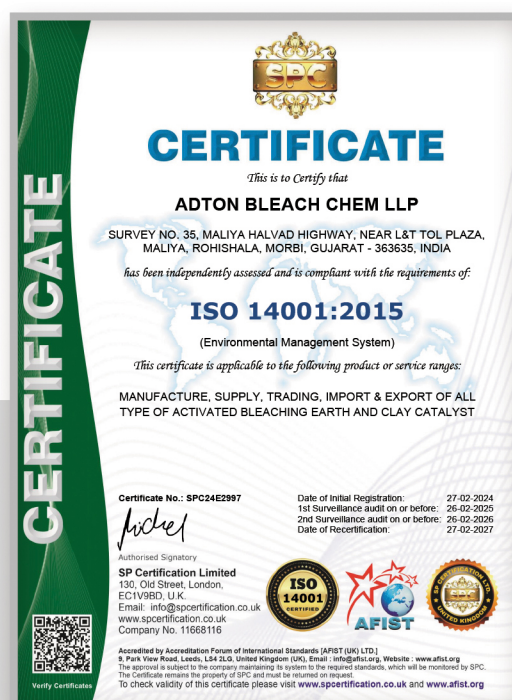 SPC
CERTIFICATE
CERTIFICATE
This is to Certify that
ADTON BLEACH CHEM LLP
SURVEY NO. 35, MALIYA HALVAD HIGHWAY, NEAR L&T TOL PLAZA,
MALIYA, ROHISHALA, MORBI, GUJARAT - 363635, INDIA
has been independently assessed and is compliant with the requirements of:
ISO 14001:2015
(Environmental Management System)
This certificate is applicable to the following product or service ranges:
MANUFACTURE, SUPPLY, TRADING, IMPORT & EXPORT OF ALL
TYPE OF ACTIVATED BLEACHING EARTH AND CLAY CATALYST
Certificate No.: SPC24E2997
Date of Initial Registration: 27-02-2024
1st Surveillance audit on or before: 26-02-2025
2nd Surveillance audit on or before: 26-02-2026
Date of Recertification: 27-02-2027
Authorised Signatory
SP Certification Limited
130, Old Street, London,
EC1V9BD, U.K.
Email: info@spcertification.co.uk
www.spcertification.co.uk
Company No. 11668116
ISO
14001
CERTIFIED
AFIST
SP CERTIFICATION LTD.
SPC
UNITED KINGDOM
Verify Certificates
Accredited by Accreditation Forum of International Standards [AFIST (UK) LTD.]
9, Park View Road, Leeds, LS4 2LG, United Kingdom (UK), Email : info@afist.org, Website : www.afist.org
The approval is subject to the company maintaining its system to the required standards, which will be monitored by SPC.
The Certificate remains the property of SPC and must be returned on request.
To check validity of this certificate please visit www.spcertification.co.uk and www.afist.org